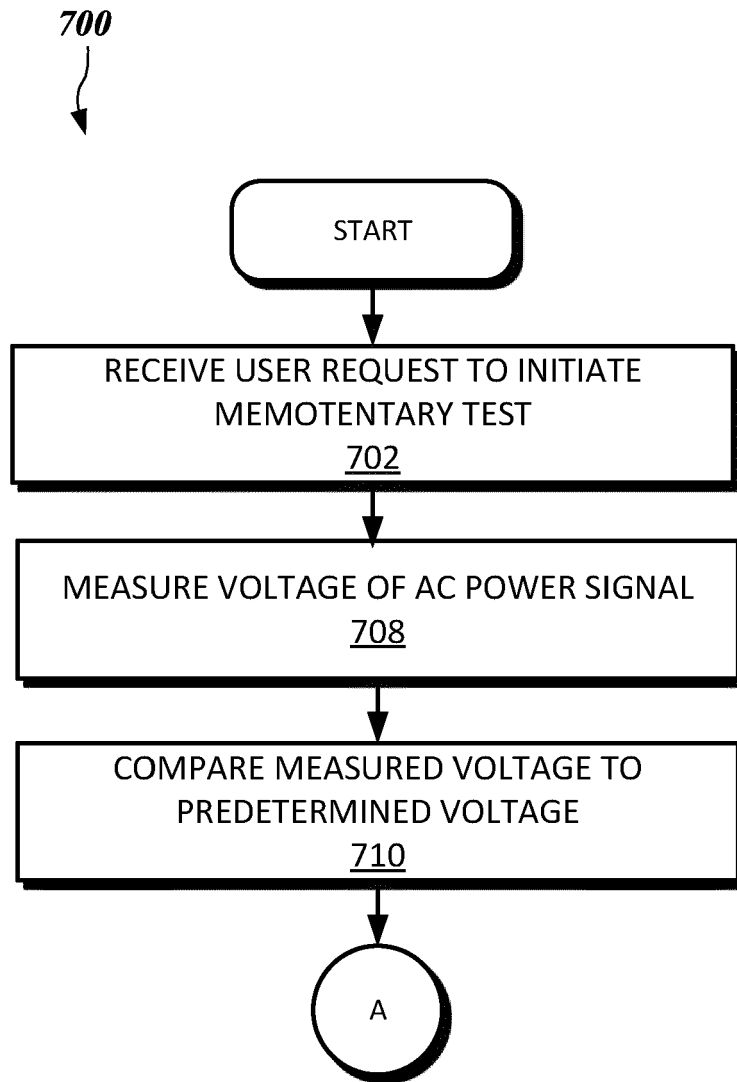 700
START
RECEIVE USER REQUEST TO INITIATE
MEMOTENTARY TEST
702
MEASURE VOLTAGE OF AC POWER SIGNAL
708
COMPARE MEASURED VOLTAGE TO
PREDETERMINED VOLTAGE
710
A